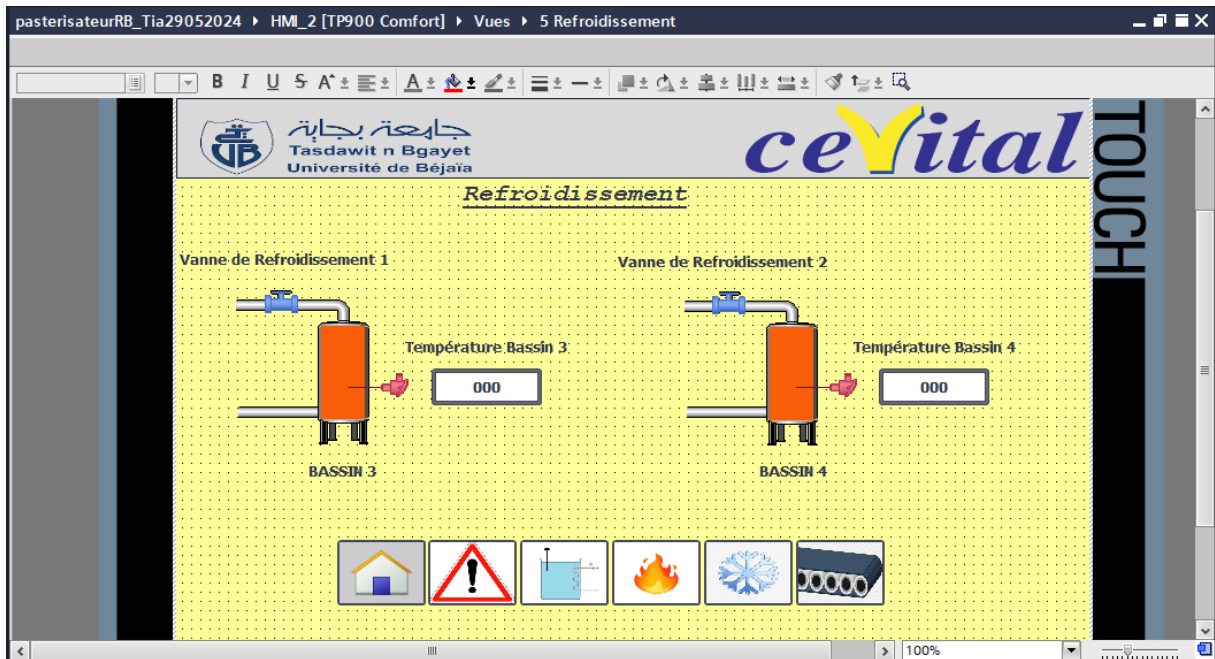 pasterisateurRB_Tia29052024 ▸ HMI_2 [TP900 Comfort] ▸ Vues ▸ 5 Refroidissement
B I U S A A
جامعة بجاية
Tasdawit n Bgayet
Université de Béjaïa
ceVital
TOUCH
Refroidissement
Vanne de Refroidissement 1
Vanne de Refroidissement 2
Température Bassin 3
Température Bassin 4
000
000
BASSIN 3
BASSIN 4
100%